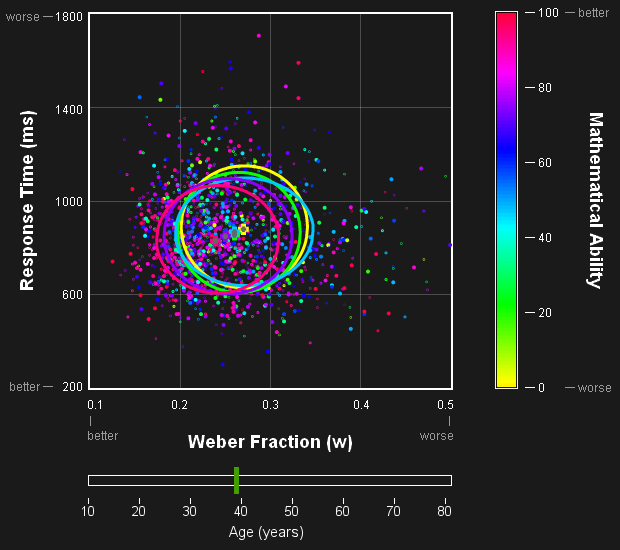 worse
1800
1400
1000
600
better
200
Response Time (ms)
0.1
0.2
0.3
0.4
0.5
better
worse
Weber Fraction (w)
10
20
30
40
50
60
70
80
Age (years)
100
better
80
60
40
20
0
worse
Mathematical Ability